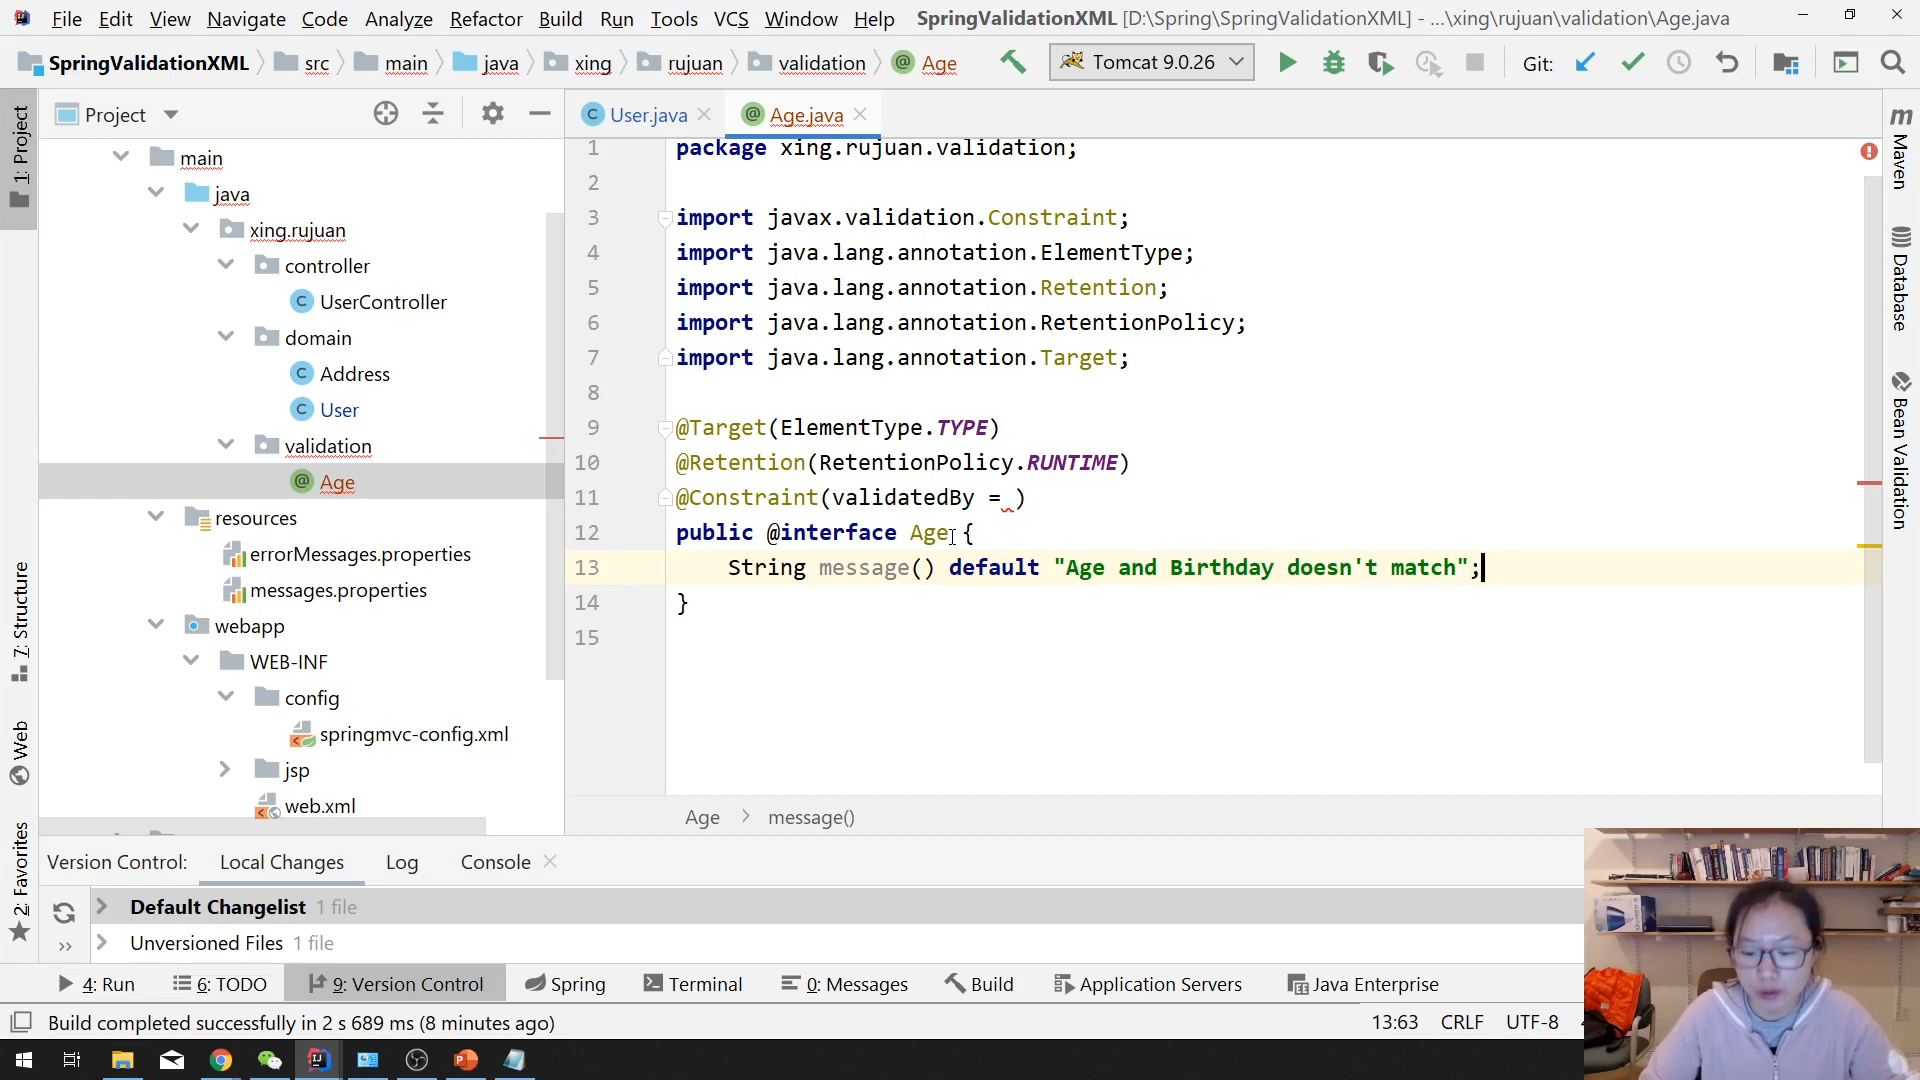 File Edit View Navigate Code Analyze Refactor Build Run Tools VCS Window Help SpringValidationXML [D:\Spring\SpringValidationXML] - ...\xing\rujuan\validation\Age.java
SpringValidationXML src main java xing rujuan validation Age Tomcat 9.0.26 Git:
Project
User.java Age.java
1: Project
7: Structure
Web
2: Favorites
main
java
xing.rujuan
controller
UserController
domain
Address
User
validation
Age
resources
errorMessages.properties
messages.properties
webapp
WEB-INF
config
springmvc-config.xml
jsp
web.xml
1 package xing.rujuan.validation;
2
3 import javax.validation.Constraint;
4 import java.lang.annotation.ElementType;
5 import java.lang.annotation.Retention;
6 import java.lang.annotation.RetentionPolicy;
7 import java.lang.annotation.Target;
8
9 @Target(ElementType.TYPE)
10 @Retention(RetentionPolicy.RUNTIME)
11 @Constraint(validatedBy = )
12 public @interface Age {
13 String message() default "Age and Birthday doesn't match";
14 }
15
Age message()
Maven
Database
Bean Validation
Version Control: Local Changes Log Console
Default Changelist 1 file
Unversioned Files 1 file
4: Run 6: TODO 9: Version Control Spring Terminal 0: Messages Build Application Servers Java Enterprise
Build completed successfully in 2 s 689 ms (8 minutes ago) 13:63 CRLF UTF-8